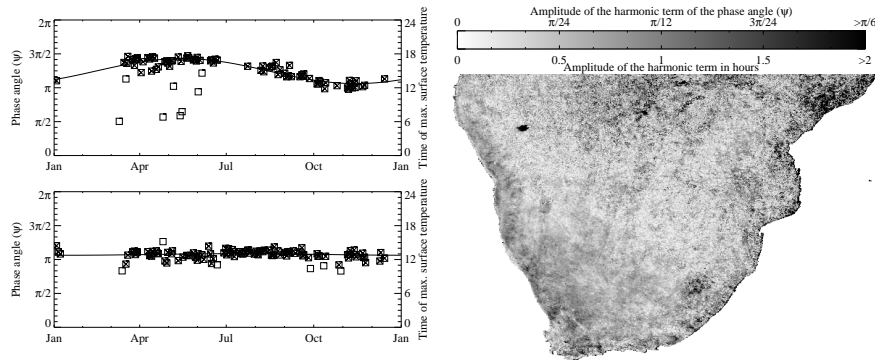 2π
3π/2
π
π/2
0
Phase angle (ψ)
24
18
12
6
0
Time of max. surface temperature
Jan Apr Jul Oct Jan
2π
3π/2
π
π/2
0
Phase angle (ψ)
24
18
12
6
0
Time of max. surface temperature
Jan Apr Jul Oct Jan
Amplitude of the harmonic term of the phase angle (ψ)
0 π/24 π/12 3π/24 >π/6
0 0.5 1 1.5 >2
Amplitude of the harmonic term in hours